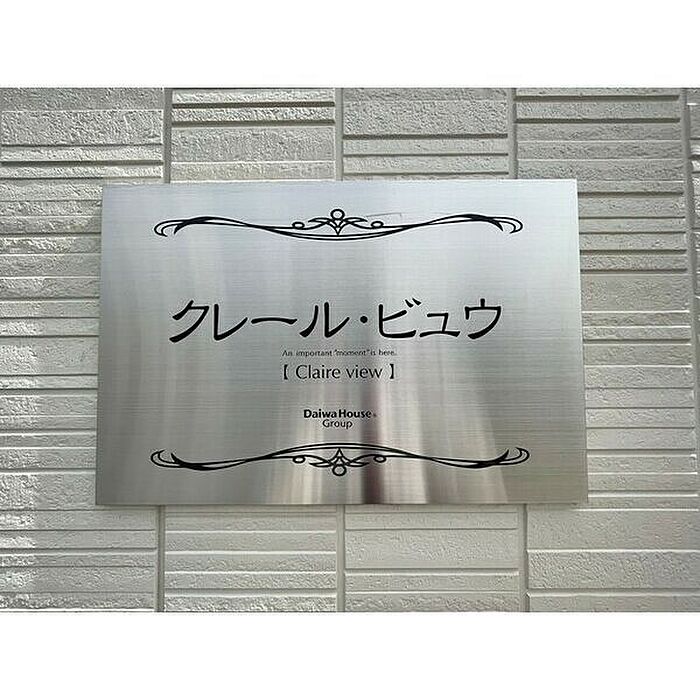 クレール・ビュウ
An important "moment" is here.
【 Claire view 】
Daiwa House®
Group